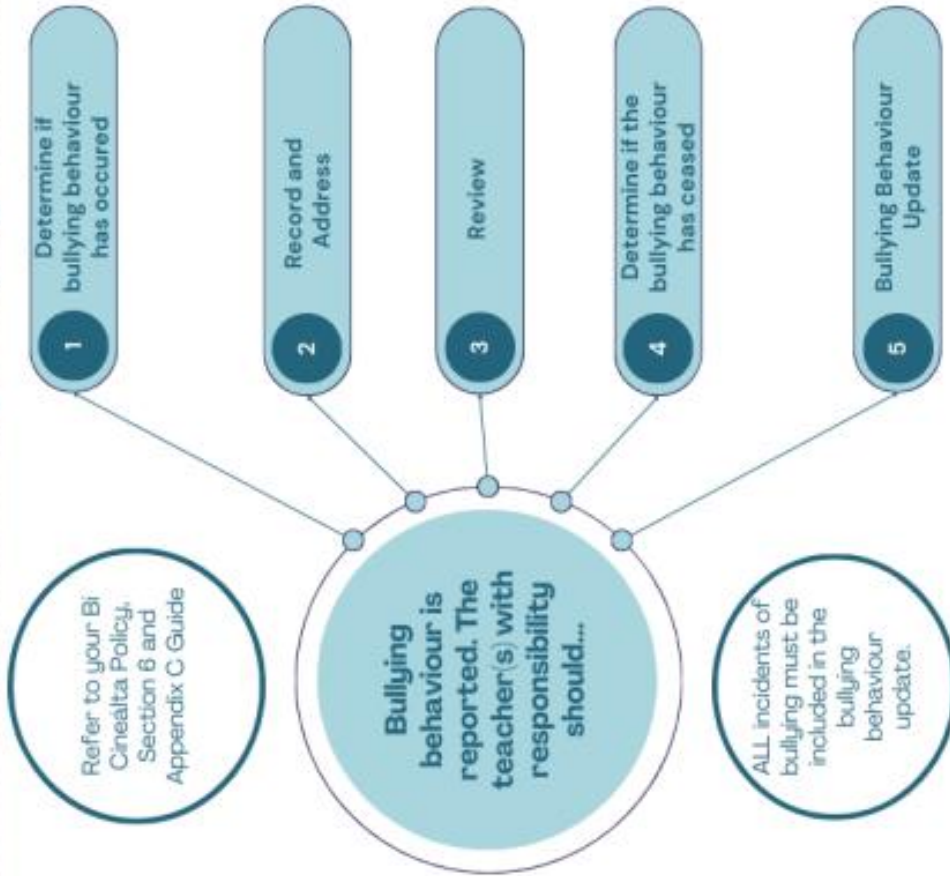 Refer to your Bi
Cinealta Policy,
Section 6 and
Appendix C Guide
Bullying
behaviour is
reported. The
teacher(s) with
responsibility
should...
ALL incidents of
bullying must be
included in the
bullying
behaviour
update.
1
Determine if
bullying behaviour
has occured
2
Record and
Address
3
Review
4
Determine if the
bullying behaviour
has ceased
5
Bullying Behaviour
Update